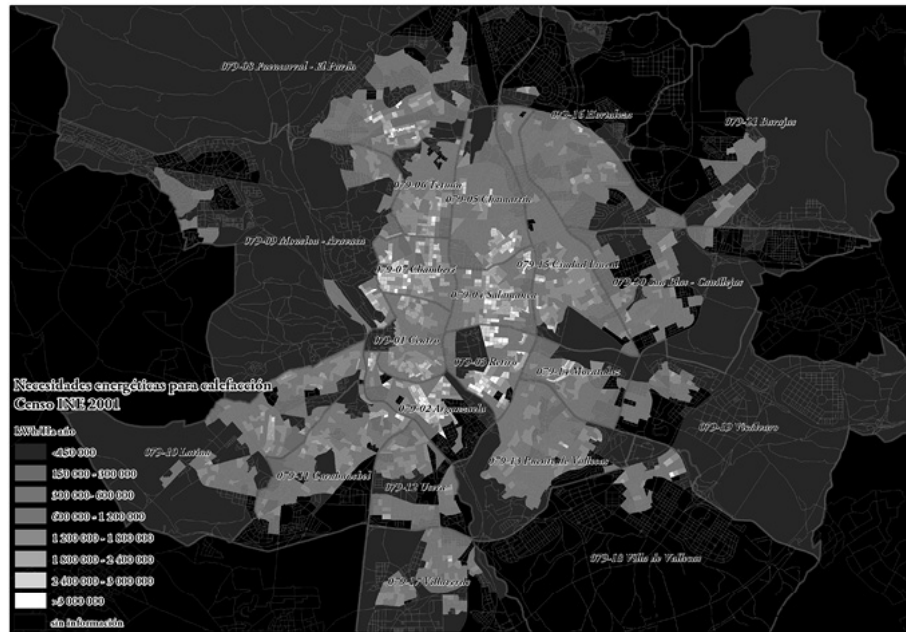 079-08 Fuencarral - El Pardo
079-16 Hortaleza
079-21 Barajas
079-06 Tetuán
079-05 Chamartín
079-09 Moncloa - Aravaca
079-07 Chamberí
079-15 Ciudad Lineal
079-20 San Blas - Canillejas
079-04 Salamanca
079-01 Centro
079-03 Retiro
079-14 Moratalaz
Necesidades energéticas para calefacción
Censo INE 2001
kWh/Ha año
079-02 Arganzuela
079-19 Vicálvaro
<150 000
150 000 - 300 000
300 000 - 600 000
600 000 - 1 200 000
1 200 000 - 1 800 000
1 800 000 - 2 400 000
2 400 000 - 3 000 000
>3 000 000
sin información
079-10 Latina
079-11 Carabanchel
079-13 Puente de Vallecas
079-12 Usera
079-18 Villa de Vallecas
079-17 Villaverde